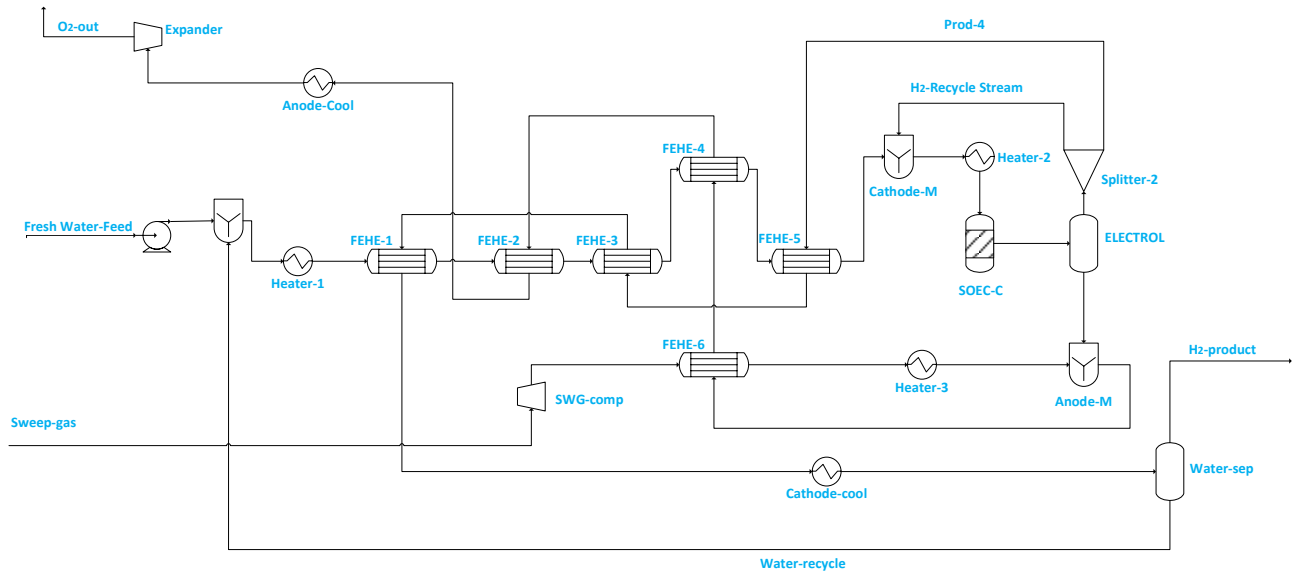 O2-out
Expander
Prod-4
H2-Recycle Stream
Anode-Cool
FEHE-4
Heater-2
Cathode-M
Splitter-2
Fresh Water-Feed
FEHE-1
FEHE-2
FEHE-3
FEHE-5
ELECTROL
Heater-1
SOEC-C
FEHE-6
H2-product
Heater-3
SWG-comp
Anode-M
Sweep-gas
Water-sep
Cathode-cool
Water-recycle